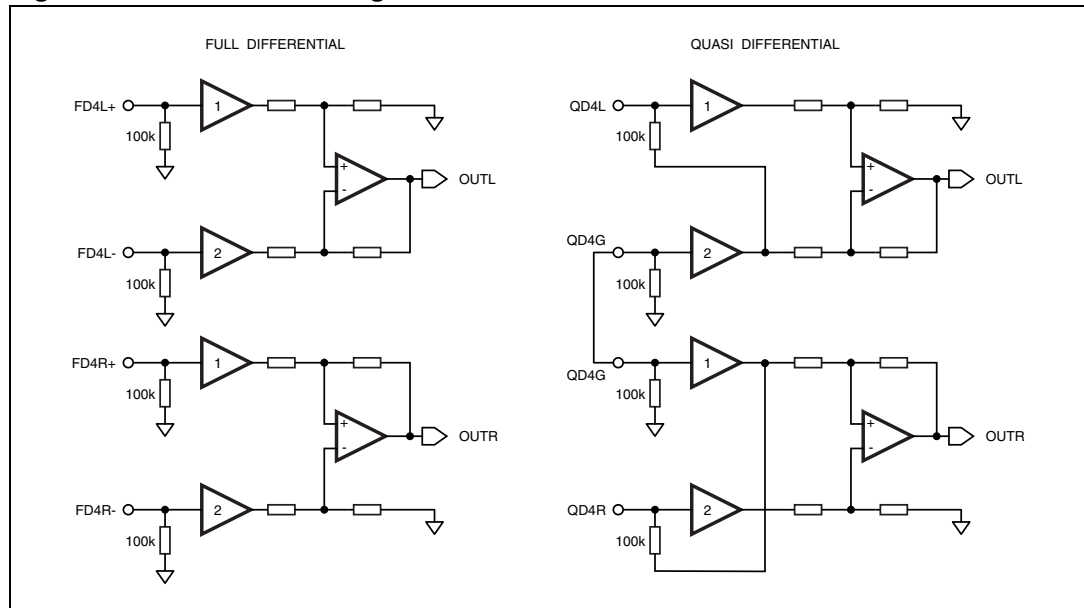 FULL DIFFERENTIAL
FD4L+
100k
1
+
-
OUTL
FD4L-
100k
2
FD4R+
100k
1
+
-
OUTR
FD4R-
100k
2
QUASI DIFFERENTIAL
QD4L
100k
1
+
-
OUTL
QD4G
100k
2
QD4G
100k
1
+
-
OUTR
QD4R
100k
2